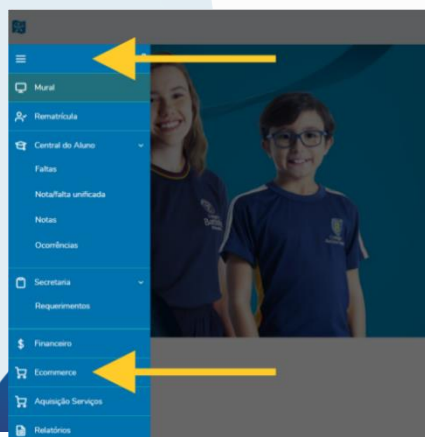 Mural
Rematrícula
Central do Aluno
Faltas
Nota/falta unificada
Notas
Ocorrências
Secretaria
Requerimentos
Financeiro
Ecommerce
Aquisição Serviços
Relatórios